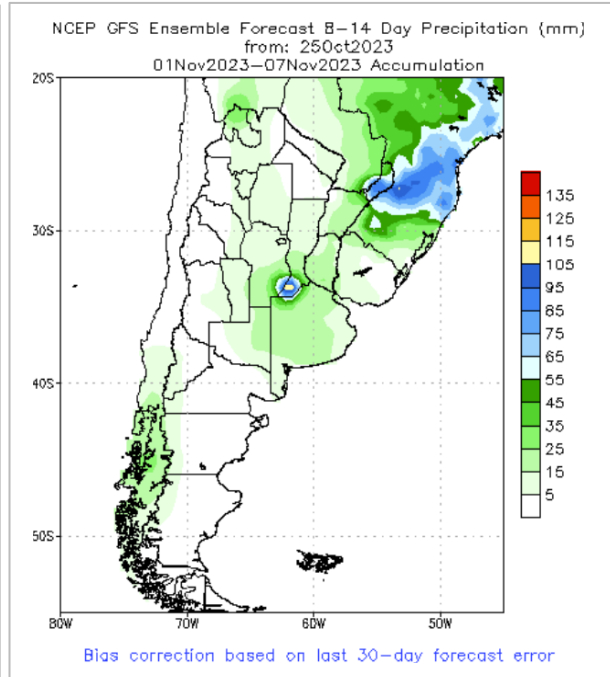 NCEP GFS Ensemble Forecast 8-14 Day Precipitation (mm)
from: 25Oct2023
01Nov2023-07Nov2023 Accumulation
20S
30S
40S
50S
80W
70W
60W
50W
135
125
115
105
95
85
75
65
55
45
35
25
15
5
Bias correction based on last 30-day forecast error